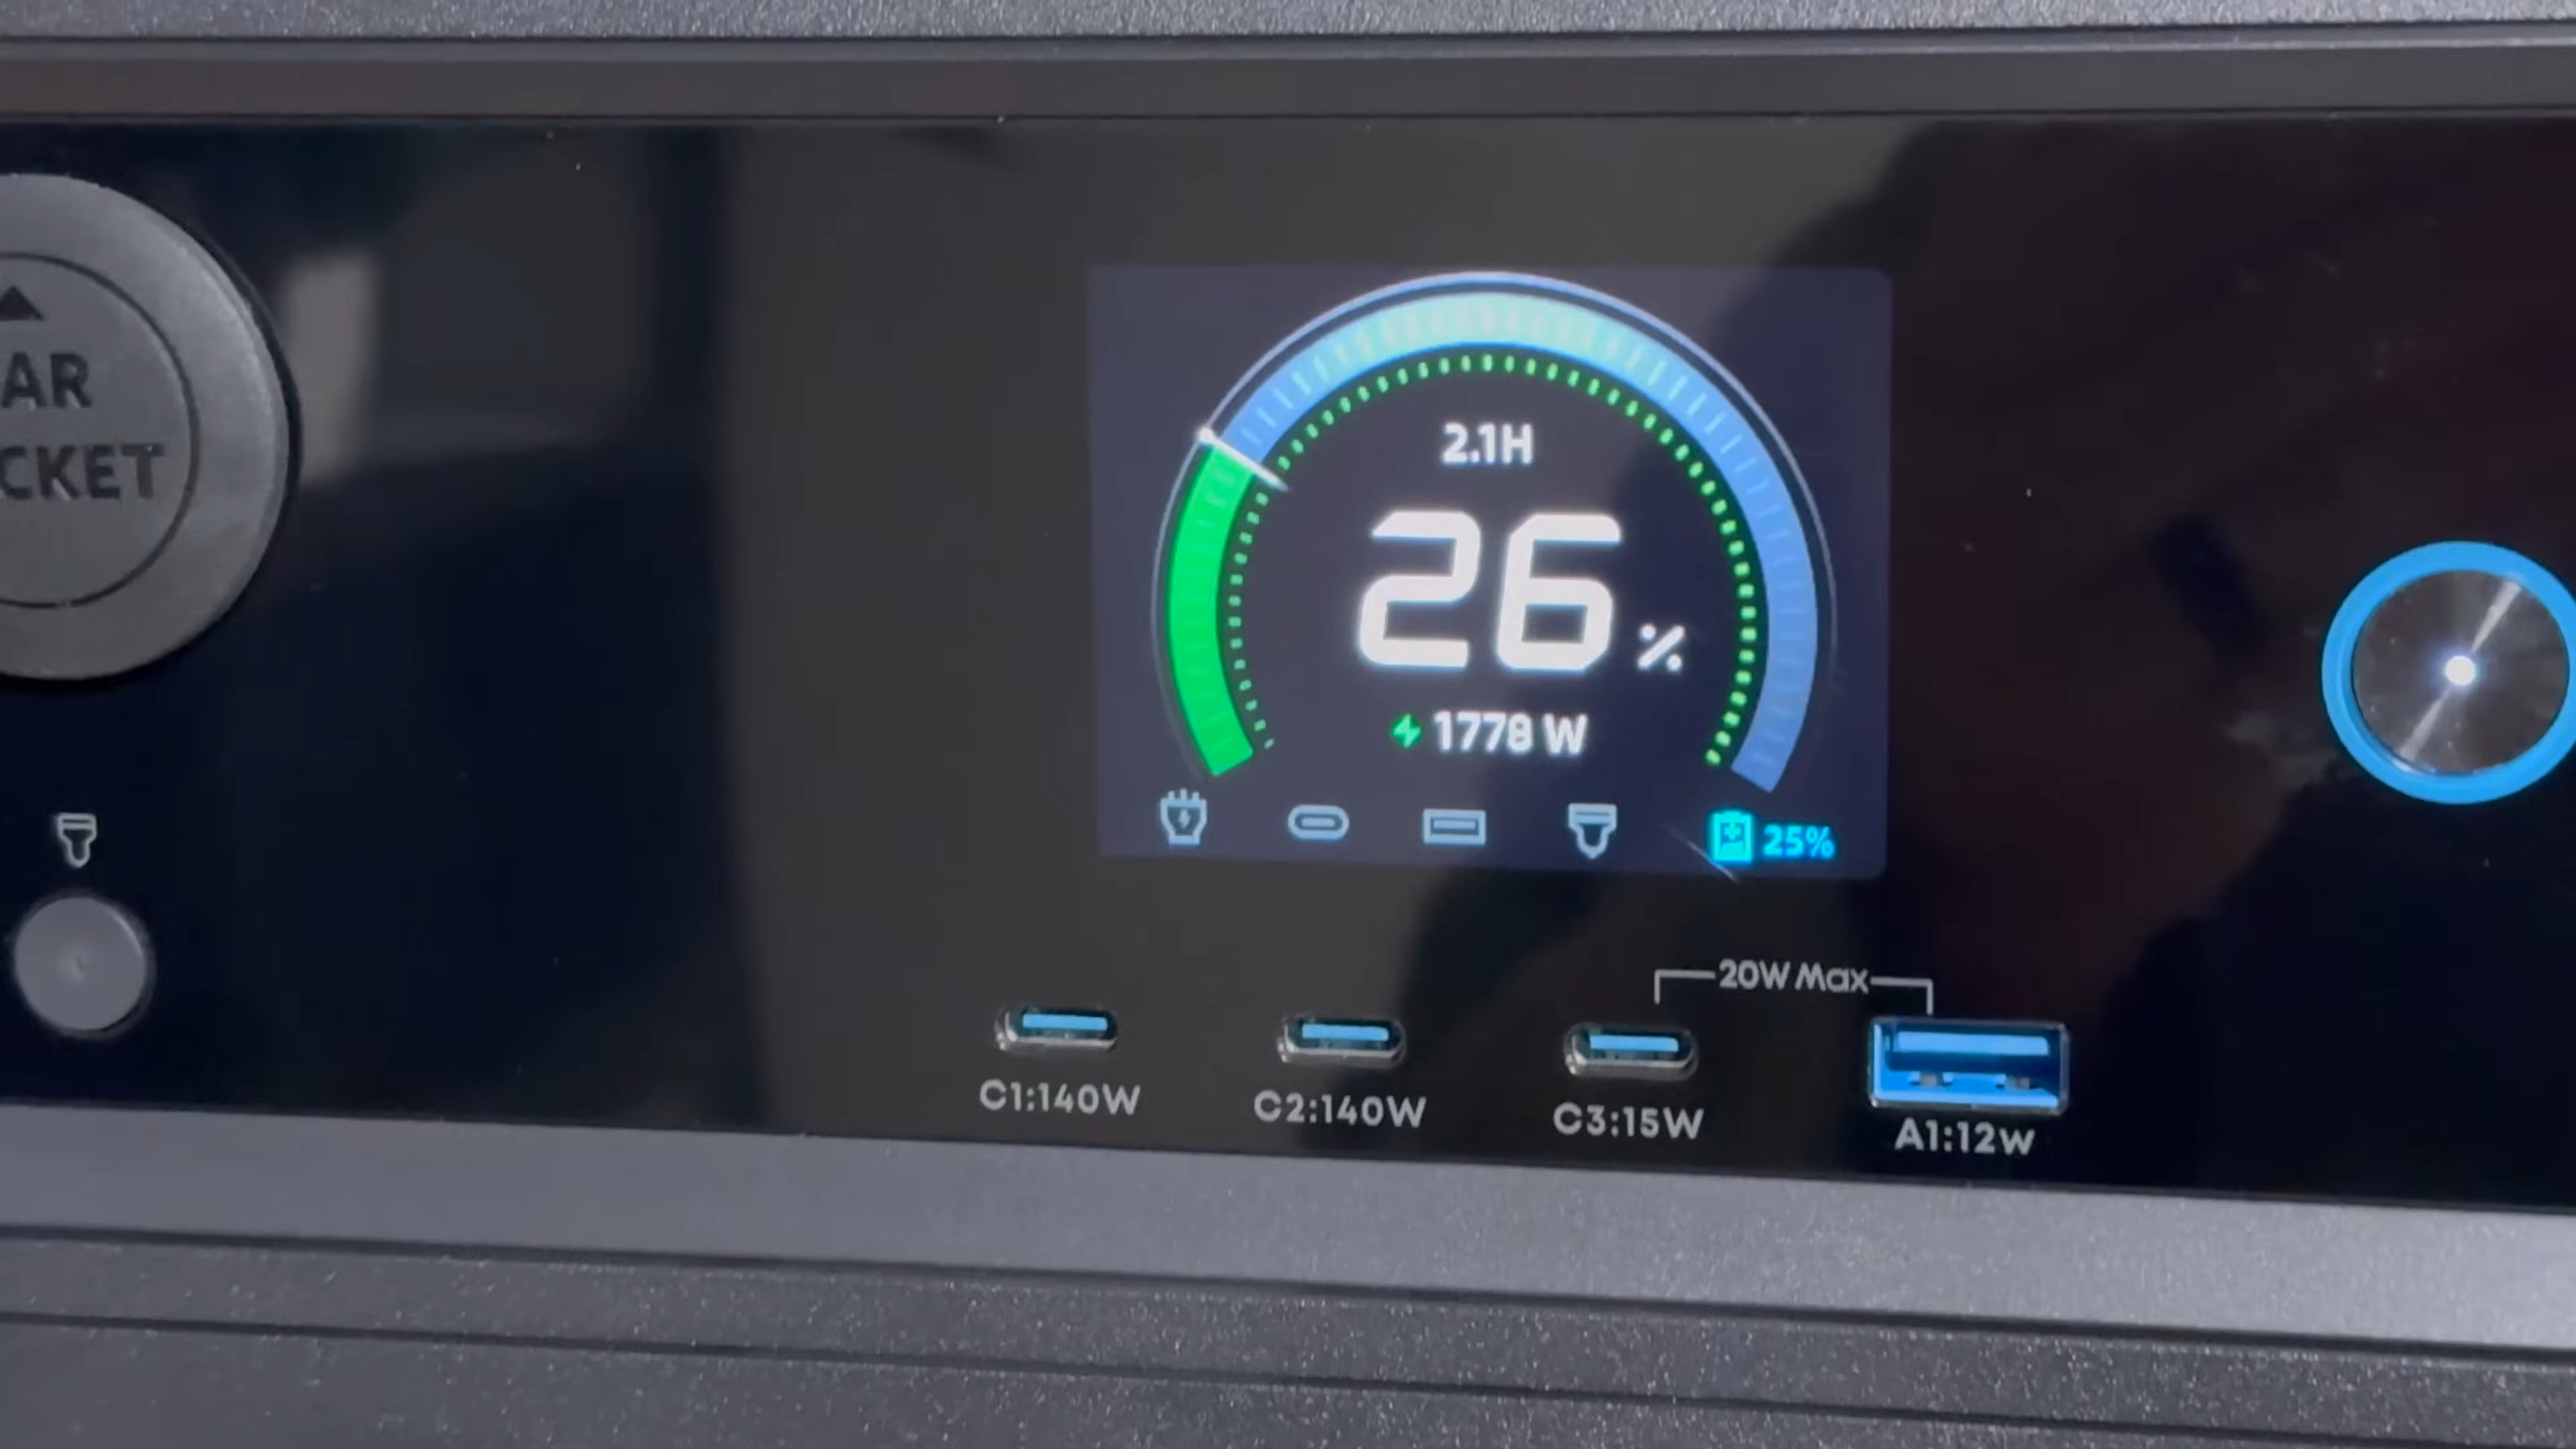 AR
CKET
2.1H
26 %
1778 W
25%
20W Max
C1:140W
C2:140W
C3:15W
A1:12W